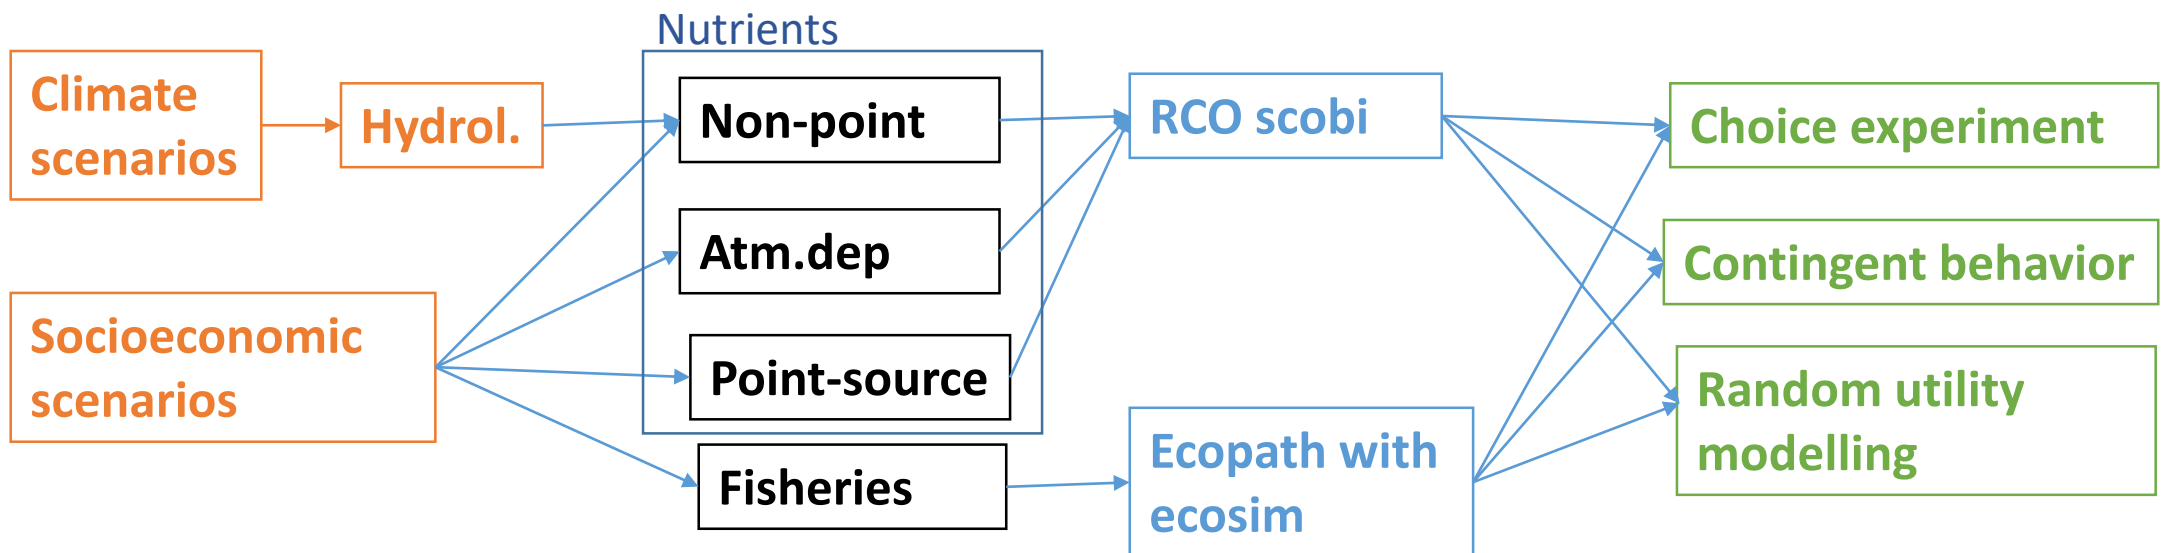 Nutrients
Climate
scenarios
Hydrol.
Non-point
RCO scobi
Choice experiment
Atm.dep
Contingent behavior
Socioeconomic
scenarios
Point-source
Random utility
modelling
Fisheries
Ecopath with
ecosim